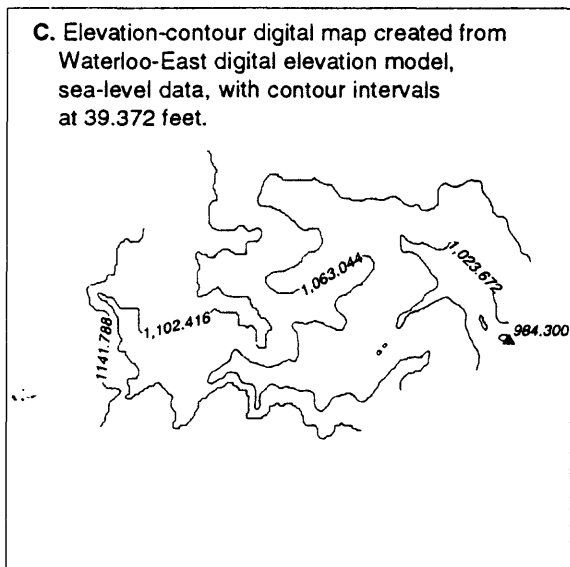 C. Elevation-contour digital map created from
Waterloo-East digital elevation model,
sea-level data, with contour intervals
at 39.372 feet.
1,023.672
1,063.044
1,102.416
984.300
1141.788